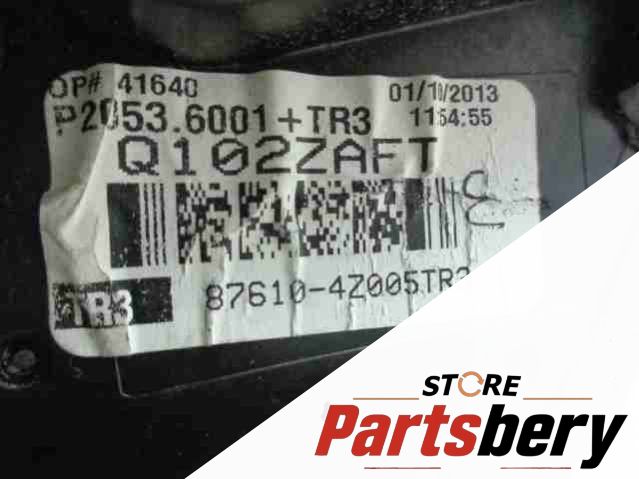 OP# 41640
01/10/2013
P2053.6001+TR3
11:54:55
Q102ZAFT
TR3
87610-4Z005TR3
STORE
Partsbery